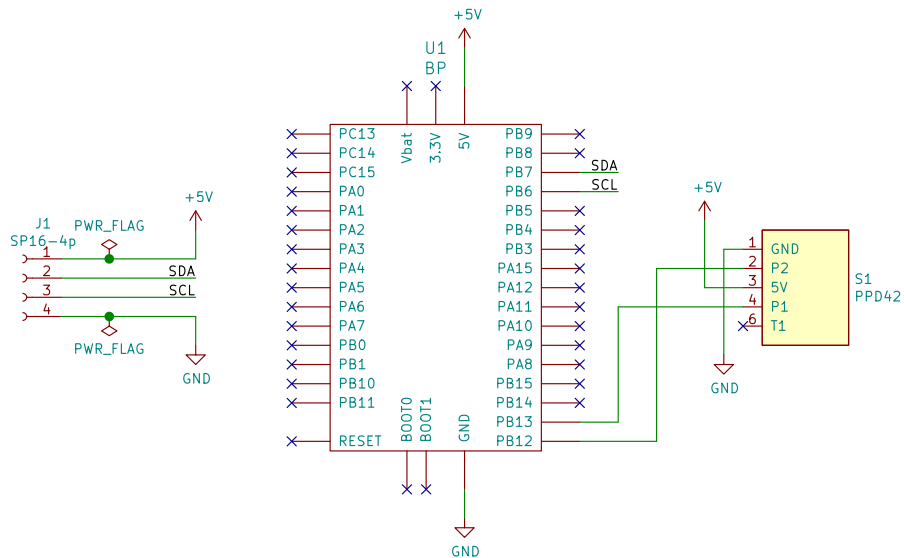 +5V
U1
BP
PC13
PC14
PC15
PA0
PA1
PA2
PA3
PA4
PA5
PA6
PA7
PB0
PB1
PB10
PB11
RESET
Vbat
3.3V
5V
BOOT0
BOOT1
GND
PB9
PB8
PB7
PB6
PB5
PB4
PB3
PA15
PA12
PA11
PA10
PA9
PA8
PB15
PB14
PB13
PB12
SDA
SCL
GND
J1
SP16-4p
1
2
3
4
PWR_FLAG
+5V
SDA
SCL
PWR_FLAG
GND
+5V
1 GND
2 P2
3 5V
4 P1
6 T1
S1
PPD42
GND